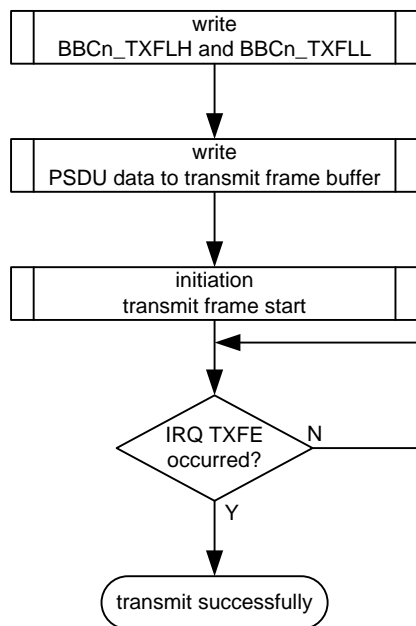 write
BBCn_TXFLH and BBCn_TXFLL
write
PSDU data to transmit frame buffer
initiation
transmit frame start
IRQ TXFE
occurred?
N
Y
transmit successfully